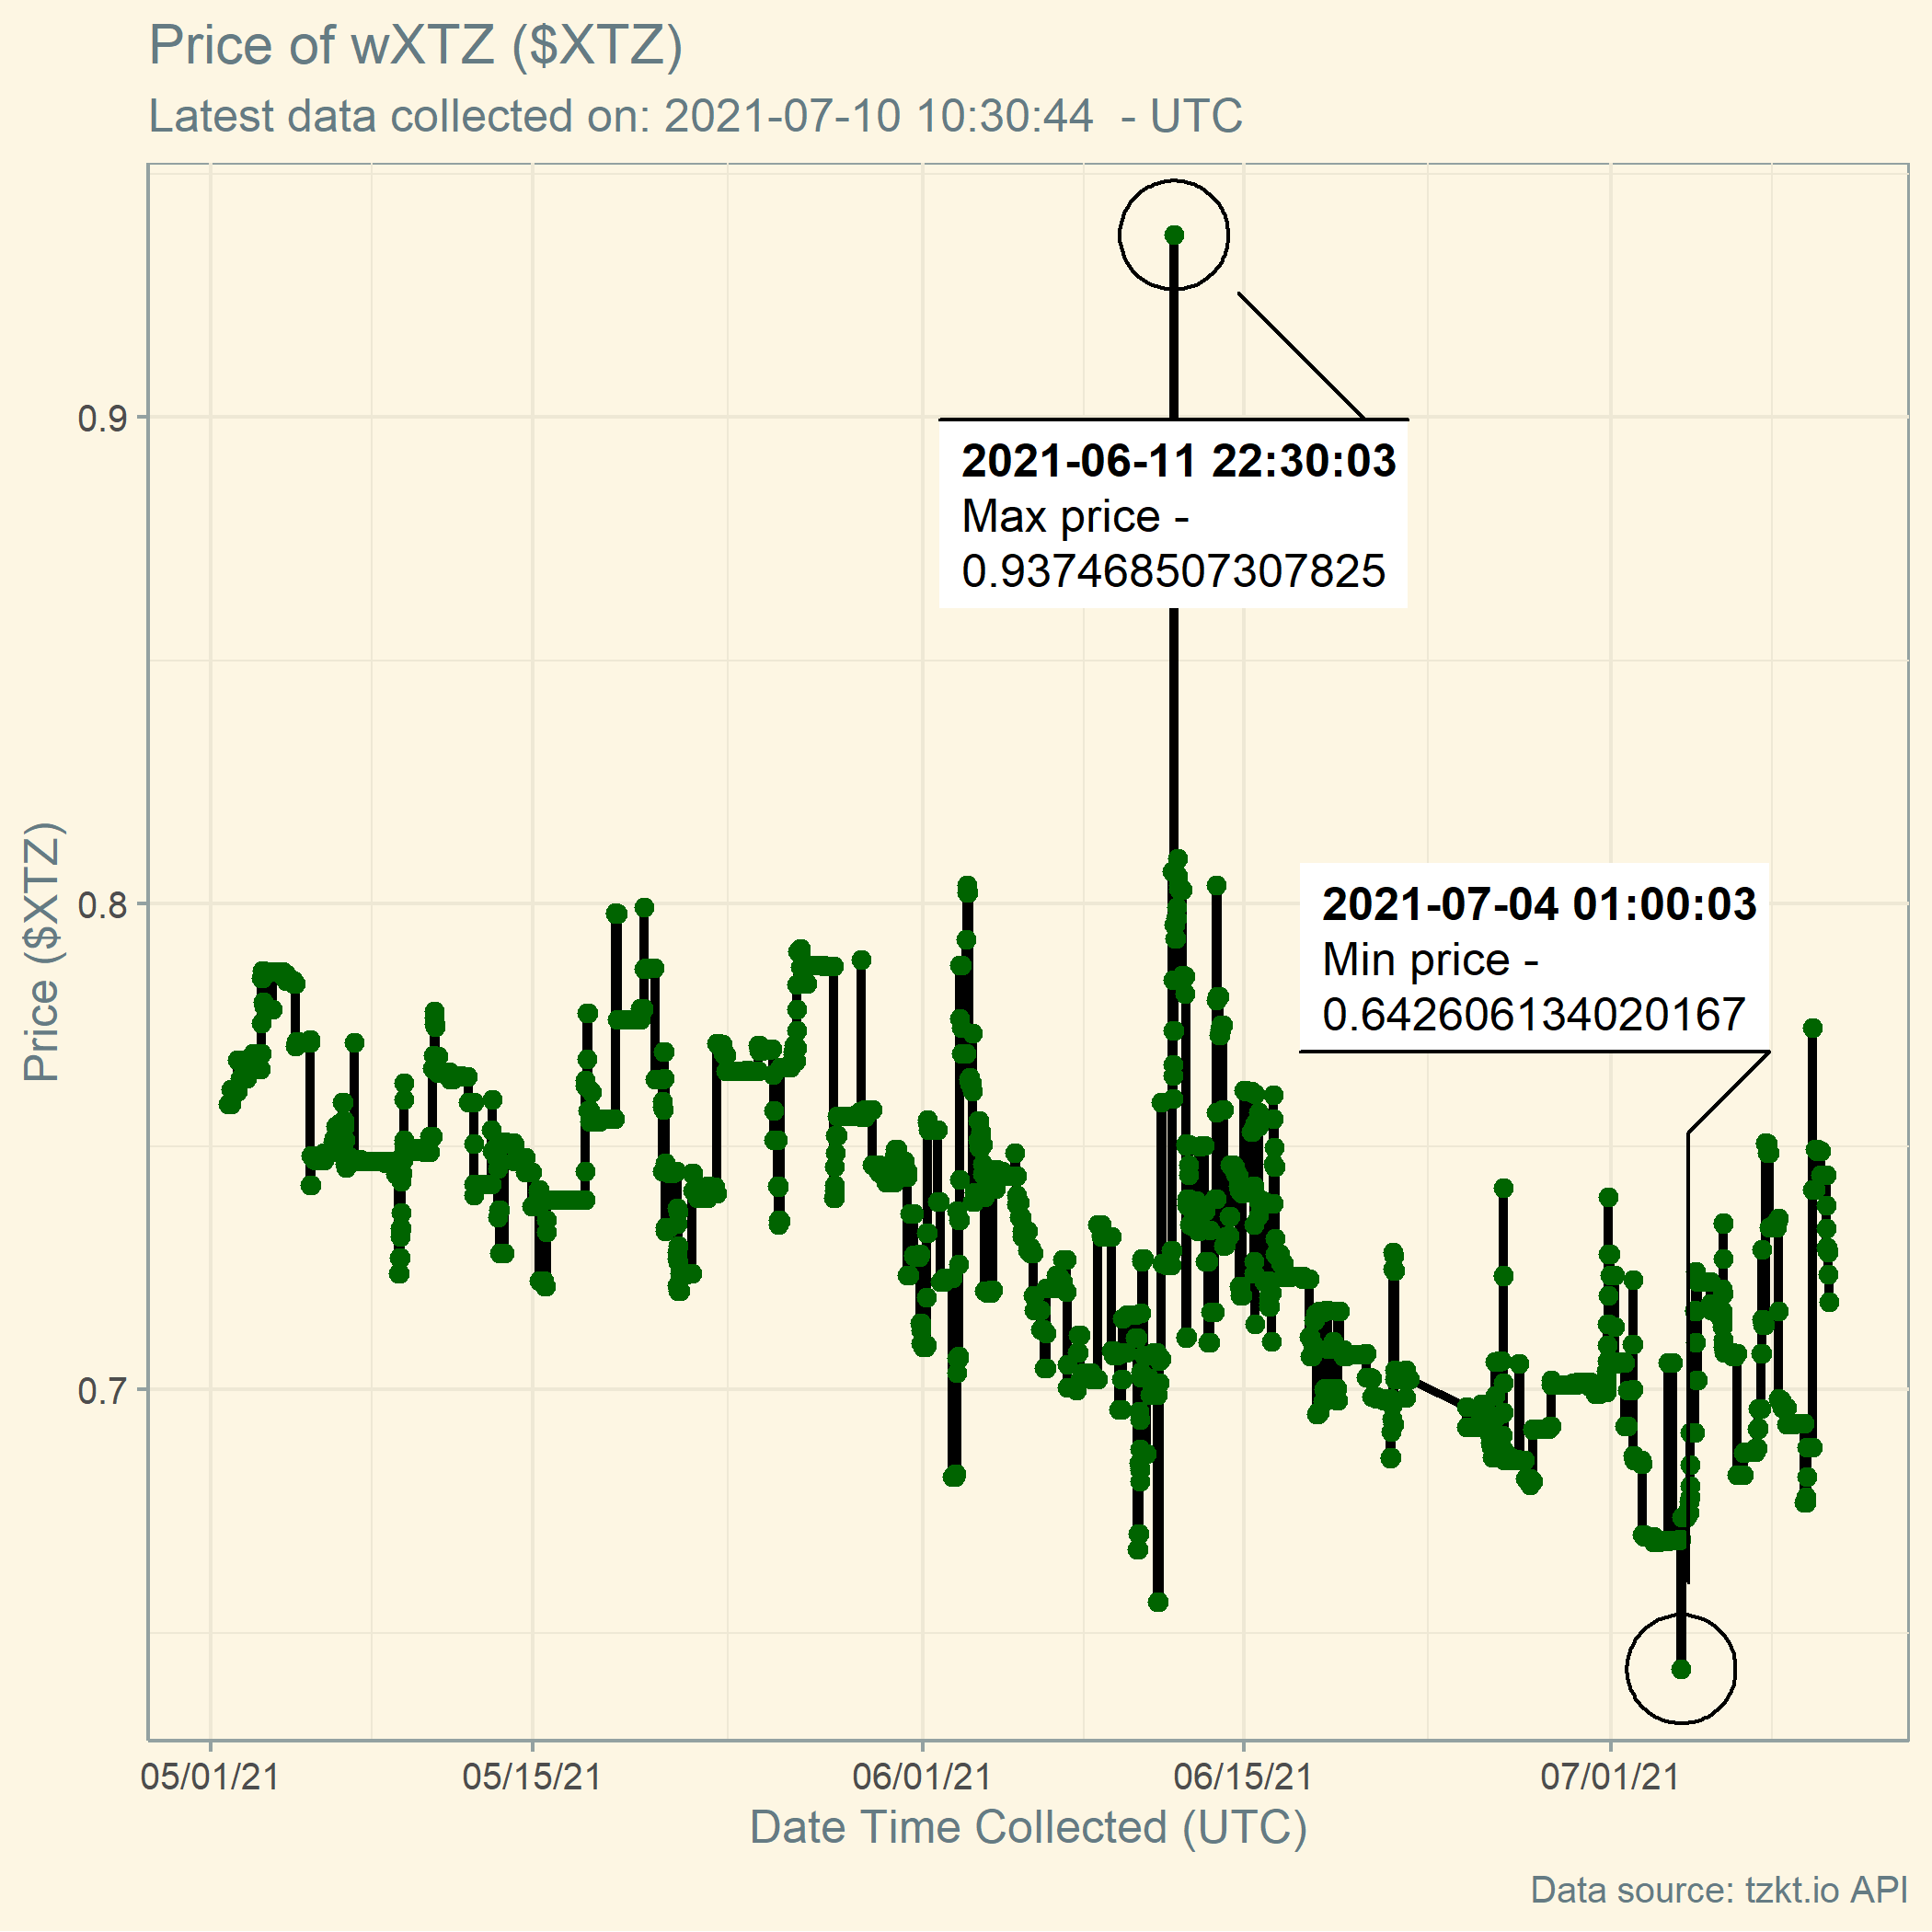 Price of wXTZ ($XTZ)
Latest data collected on: 2021-07-10 10:30:44  - UTC
0.9
0.8
0.7
Price ($XTZ)
2021-06-11 22:30:03
Max price -
0.937468507307825
2021-07-04 01:00:03
Min price -
0.642606134020167
05/01/21
05/15/21
06/01/21
06/15/21
07/01/21
Date Time Collected (UTC)
Data source: tzkt.io API